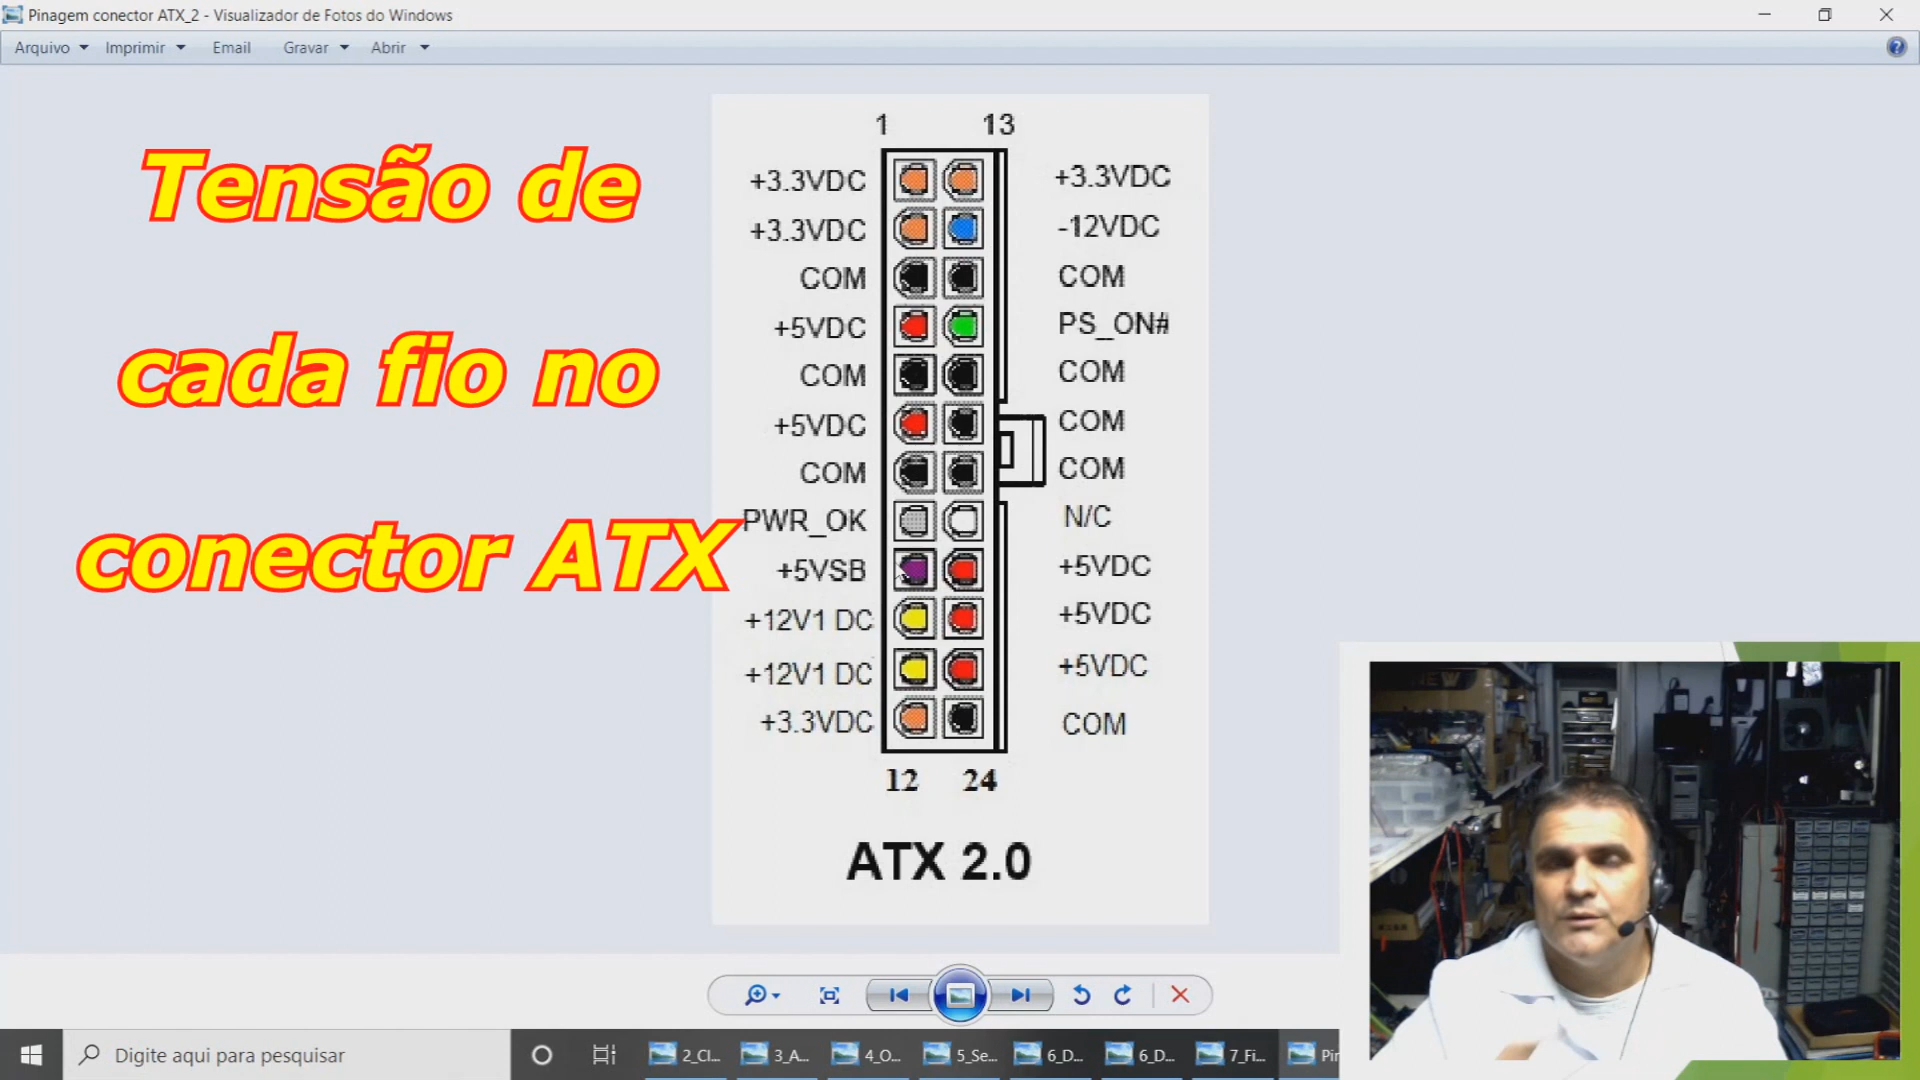 Pinagem conector ATX_2 - Visualizador de Fotos do Windows
Arquivo Imprimir Email Gravar Abrir
Tensão de
cada fio no
conector ATX
1 13
+3.3VDC +3.3VDC
+3.3VDC -12VDC
COM COM
+5VDC PS_ON#
COM COM
+5VDC COM
COM COM
PWR_OK N/C
+5VSB +5VDC
+12V1 DC +5VDC
+12V1 DC +5VDC
+3.3VDC COM
12 24
ATX 2.0
Digite aqui para pesquisar
2_Cl... 3_A... 4_O... 5_Se... 6_D... 6_D... 7_Fi... Pi